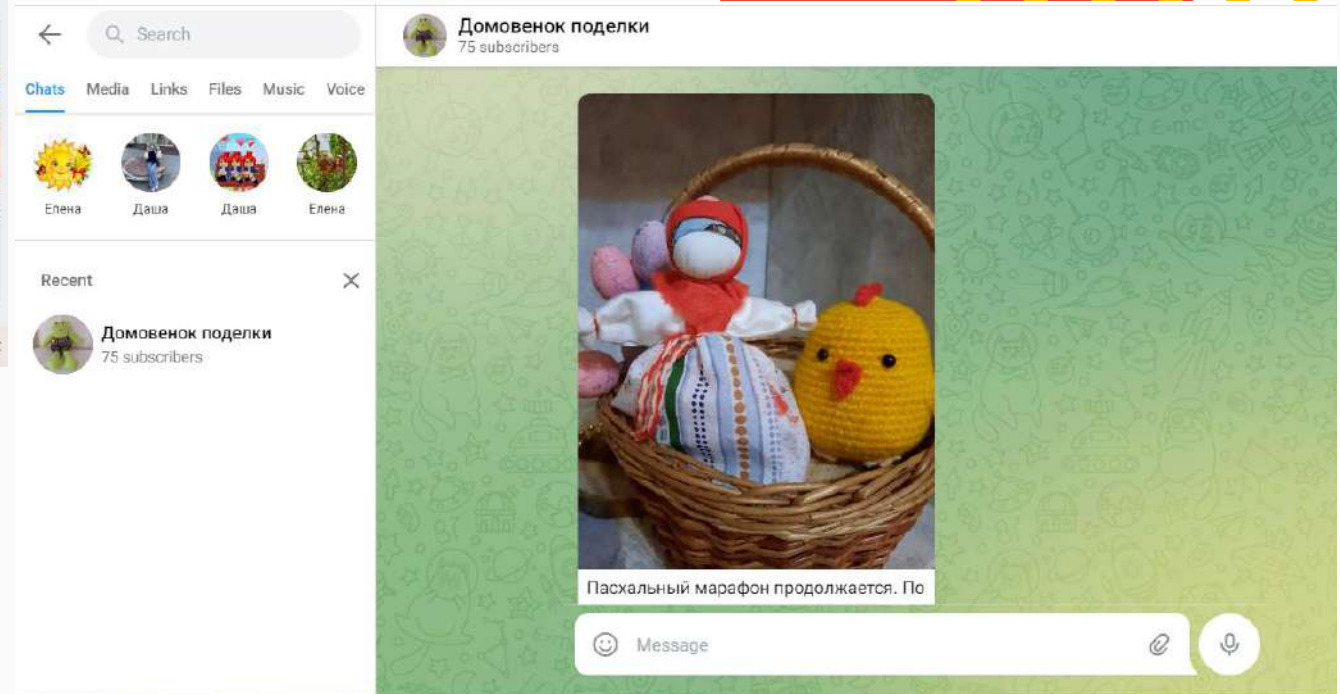 Search
Chats Media Links Files Music Voice
Елена Даша Даша Елена
Recent
Домовенок поделки
75 subscribers
Домовенок поделки
75 subscribers
Пасхальный марафон продолжается. По
Message